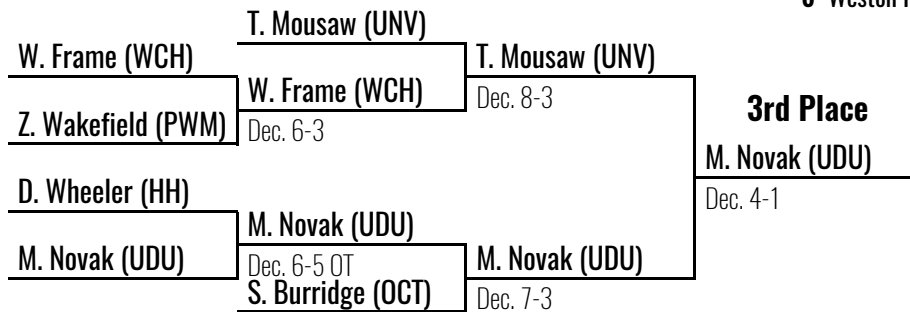 T. Mousaw (UNV)
W. Frame (WCH)
T. Mousaw (UNV)
W. Frame (WCH)
Dec. 8-3
3rd Place
Z. Wakefield (PWM)
Dec. 6-3
M. Novak (UDU)
D. Wheeler (HH)
Dec. 4-1
M. Novak (UDU)
M. Novak (UDU)
Dec. 6-5 OT
M. Novak (UDU)
S. Burridge (OCT)
Dec. 7-3